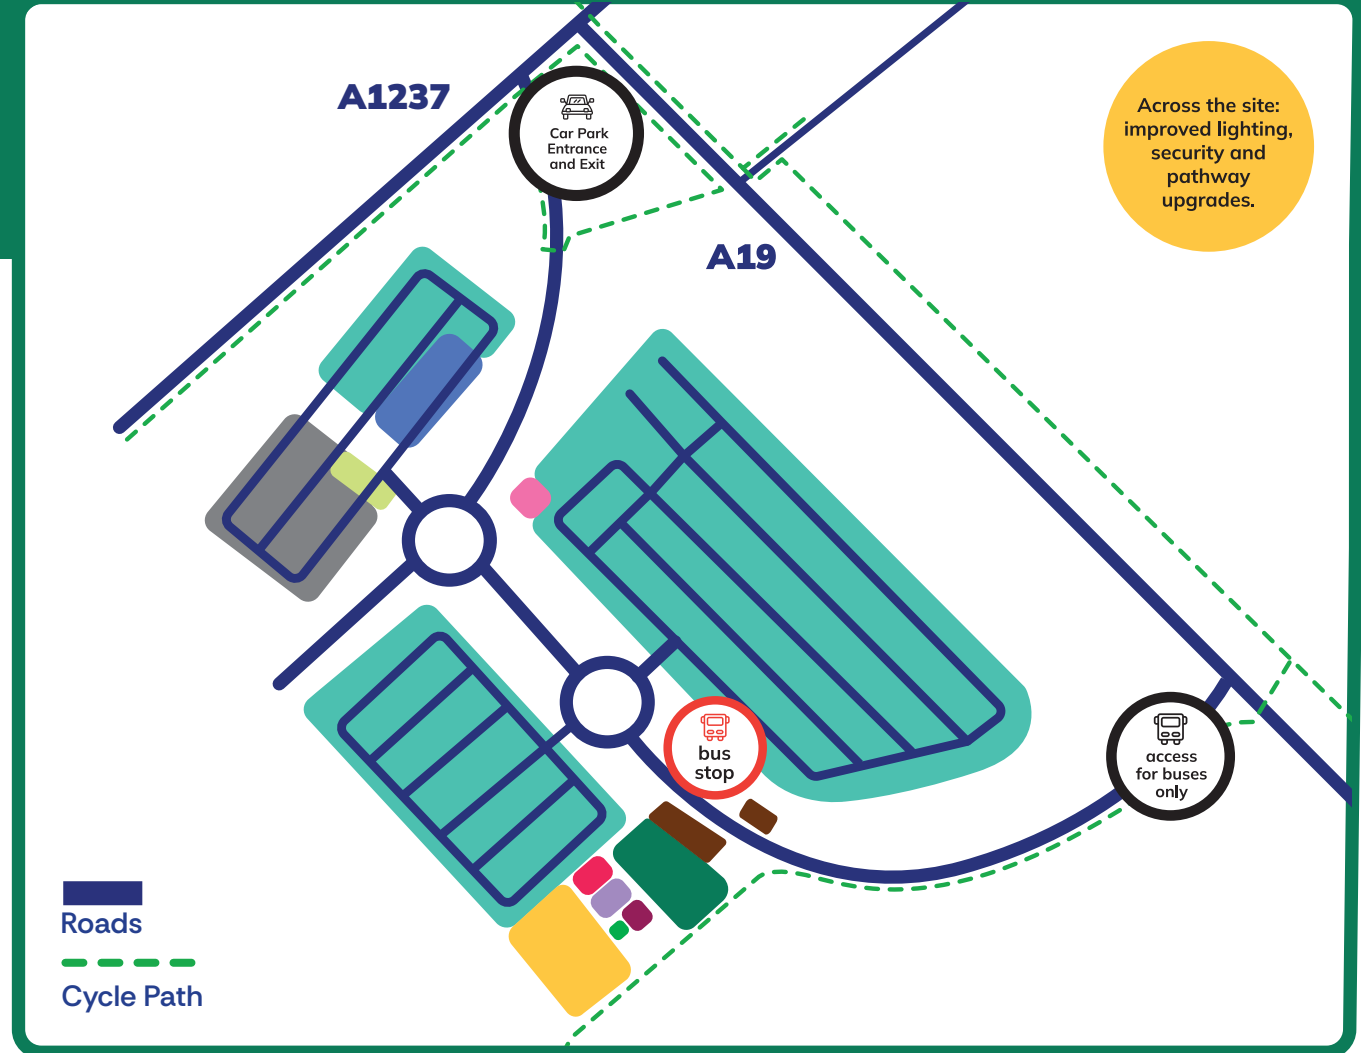 A1237
Car Park
Entrance
and Exit
Across the site:
improved lighting,
security and
pathway
upgrades.
A19
bus
stop
access
for buses
only
Roads
Cycle Path